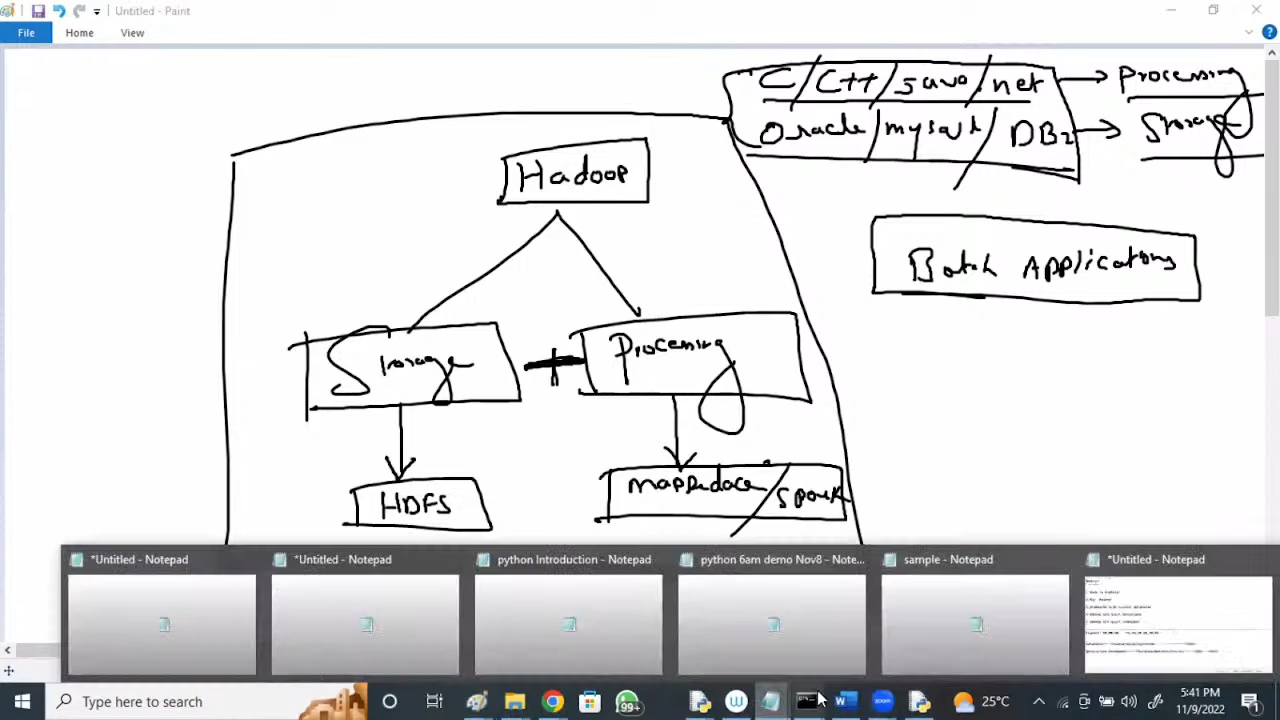 Untitled - Paint
File Home View
C/C++/Java/.net → Processing
Oracle/mysql/DB2 → Storage
Hadoop
Batch Applications
Storage + Processing
HDFS
mapreduce/Spark
*Untitled - Notepad
*Untitled - Notepad
python Introduction - Notepad
python 6am demo Nov8 - Note...
sample - Notepad
*Untitled - Notepad
Type here to search
99+
25°C
5:41 PM
11/9/2022
1